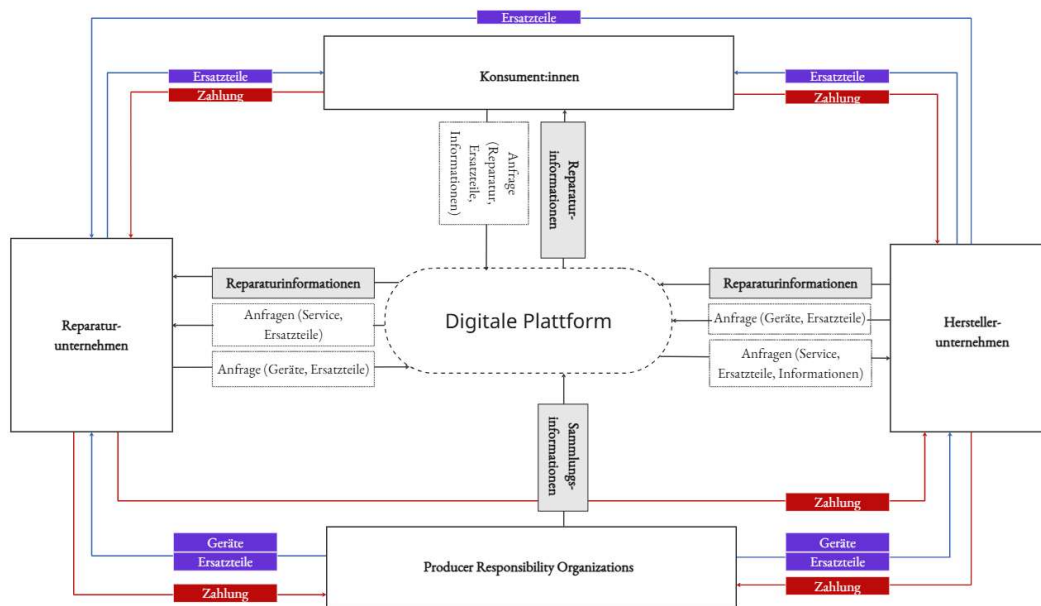 Ersatzteile
Konsument:innen
Ersatzteile
Zahlung
Ersatzteile
Zahlung
Anfrage
(Reparatur,
Ersatzteile,
Informationen)
Reparatur-
informationen
Reparatur-
unternehmen
Reparaturinformationen
Anfragen (Service,
Ersatzteile)
Anfrage (Geräte, Ersatzteile)
Digitale Plattform
Reparaturinformationen
Anfrage (Geräte, Ersatzteile)
Anfragen (Service,
Ersatzteile, Informationen)
Hersteller-
unternehmen
Sammlungs-
informationen
Zahlung
Geräte
Ersatzteile
Zahlung
Producer Responsibility Organizations
Geräte
Ersatzteile
Zahlung